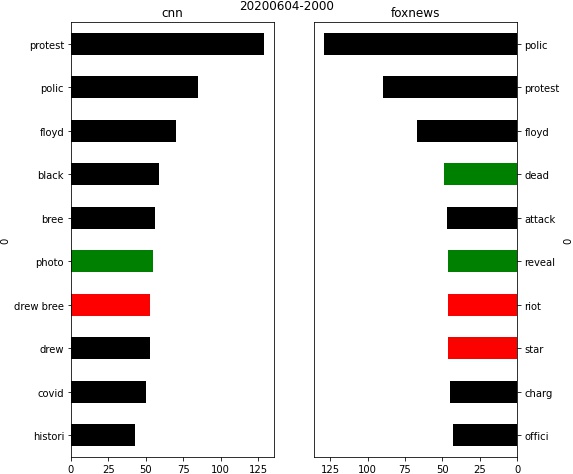 20200604-2000
cnn
foxnews
protest
polic
floyd
black
bree
photo
drew bree
drew
covid
histori
0
0 25 50 75 100 125
polic
protest
floyd
dead
attack
reveal
riot
star
charg
offici
0
125 100 75 50 25 0